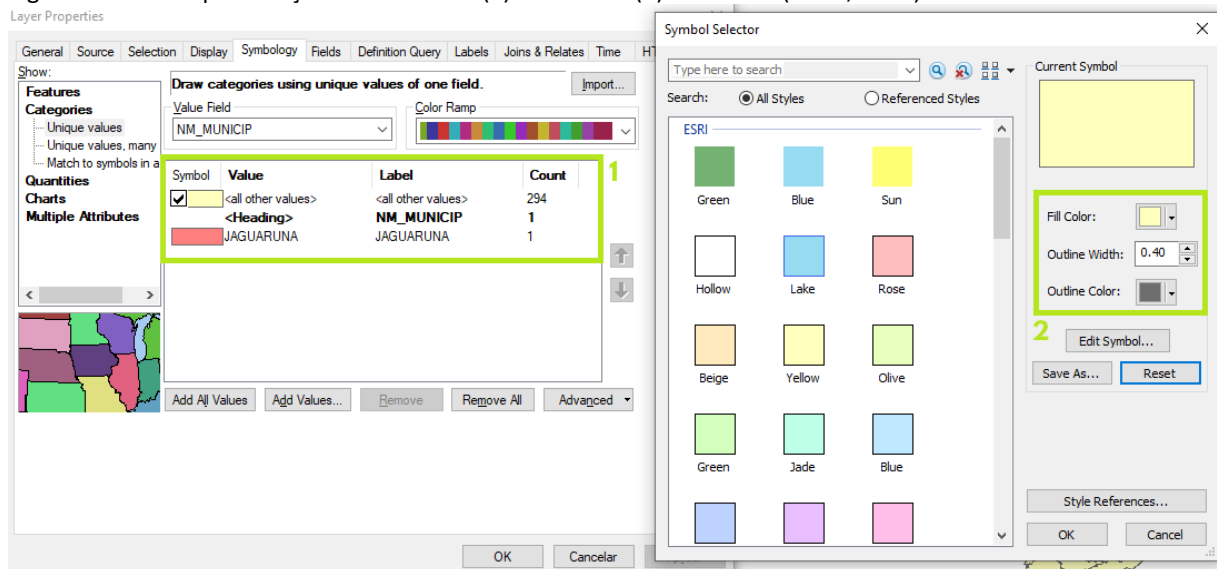 Layer Properties
General Source Selection Display Symbology Fields Definition Query Labels Joins & Relates Time
Show:
Features
Categories
Unique values
Unique values, many
Match to symbols in a
Quantities
Charts
Multiple Attributes
Draw categories using unique values of one field.
Import...
Value Field
NM_MUNICIP
Color Ramp
Symbol Value Label Count
<all other values> <all other values> 294
<Heading> NM_MUNICIP 1
JAGUARUNA JAGUARUNA 1
1
Add All Values Add Values... Remove Remove All Advanced
OK Cancelar
Symbol Selector
Type here to search
Search: All Styles Referenced Styles
ESRI
Green Blue Sun
Hollow Lake Rose
Beige Yellow Olive
Green Jade Blue
Current Symbol
Fill Color:
Outline Width: 0.40
Outline Color:
2
Edit Symbol...
Save As... Reset
Style References...
OK Cancel